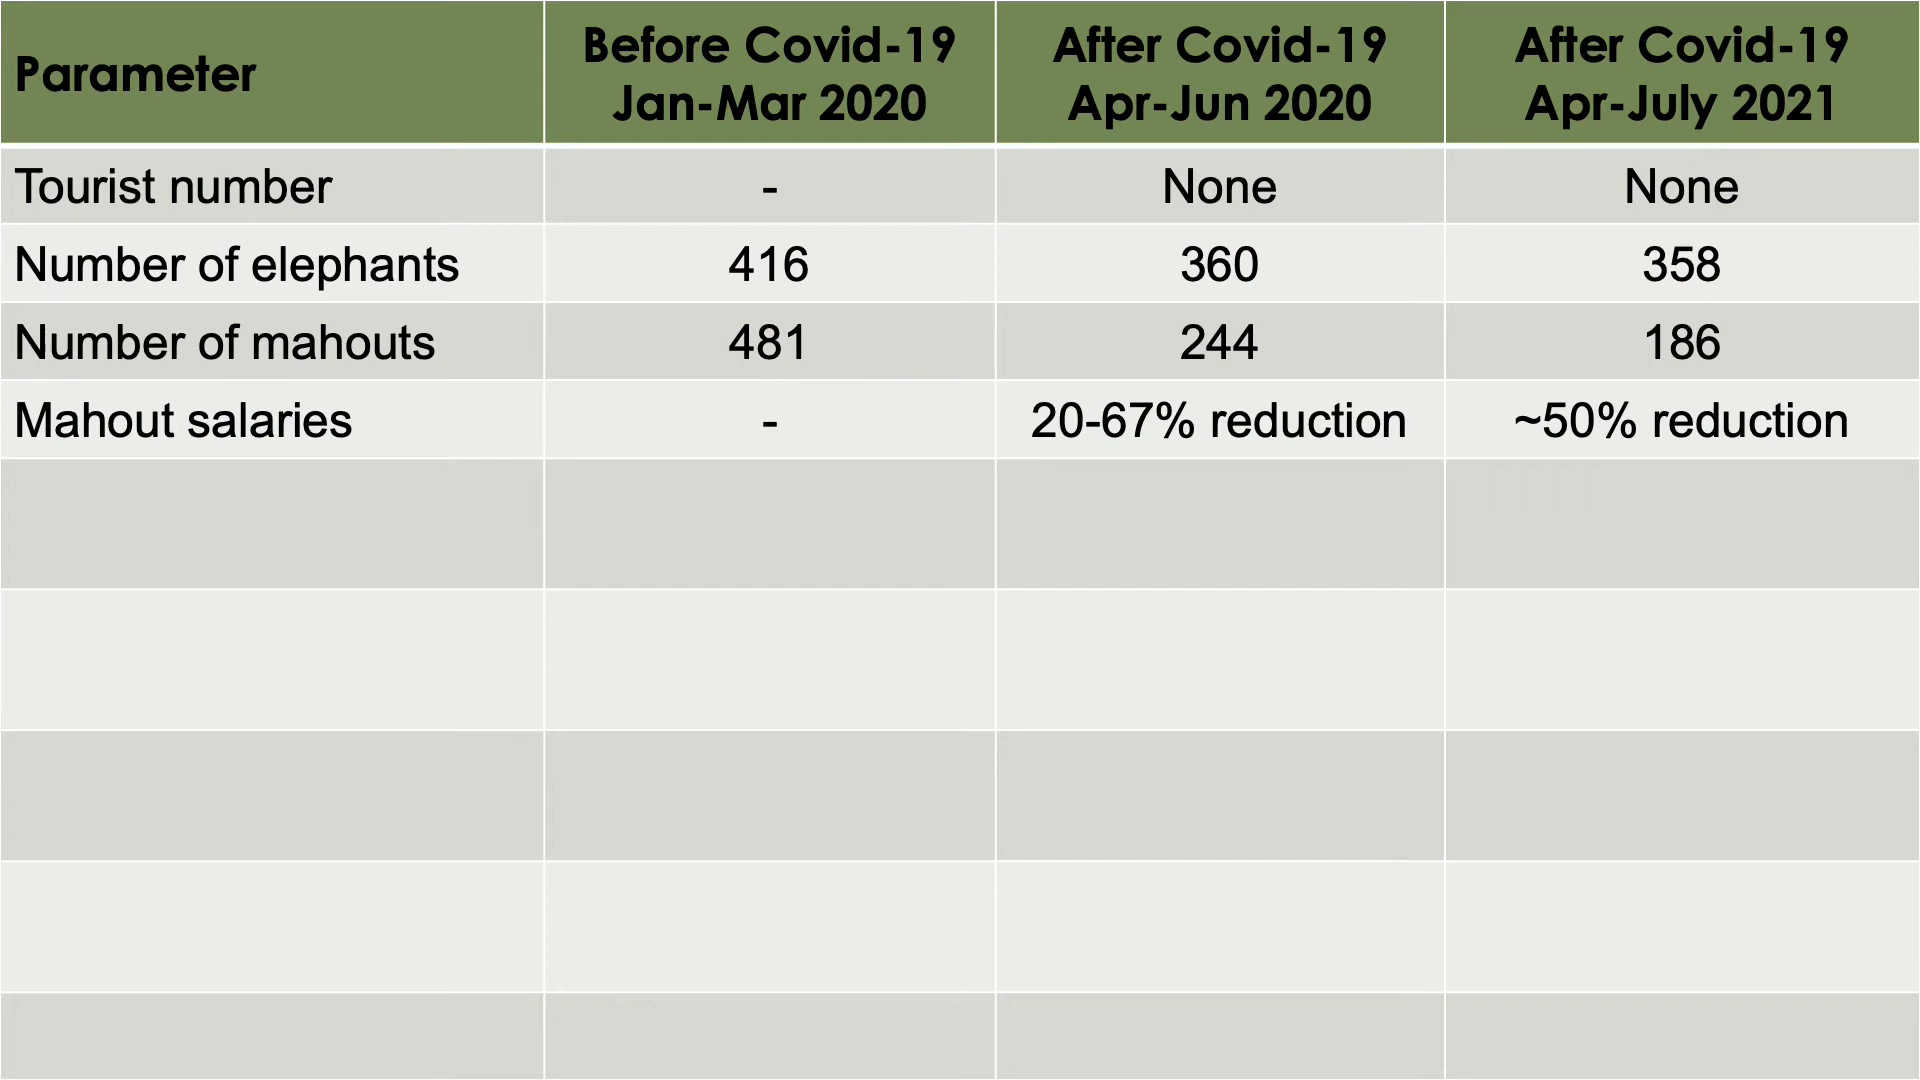 Parameter
Before Covid-19
Jan-Mar 2020
After Covid-19
Apr-Jun 2020
After Covid-19
Apr-July 2021
Tourist number - None None
Number of elephants 416 360 358
Number of mahouts 481 244 186
Mahout salaries - 20-67% reduction ~50% reduction